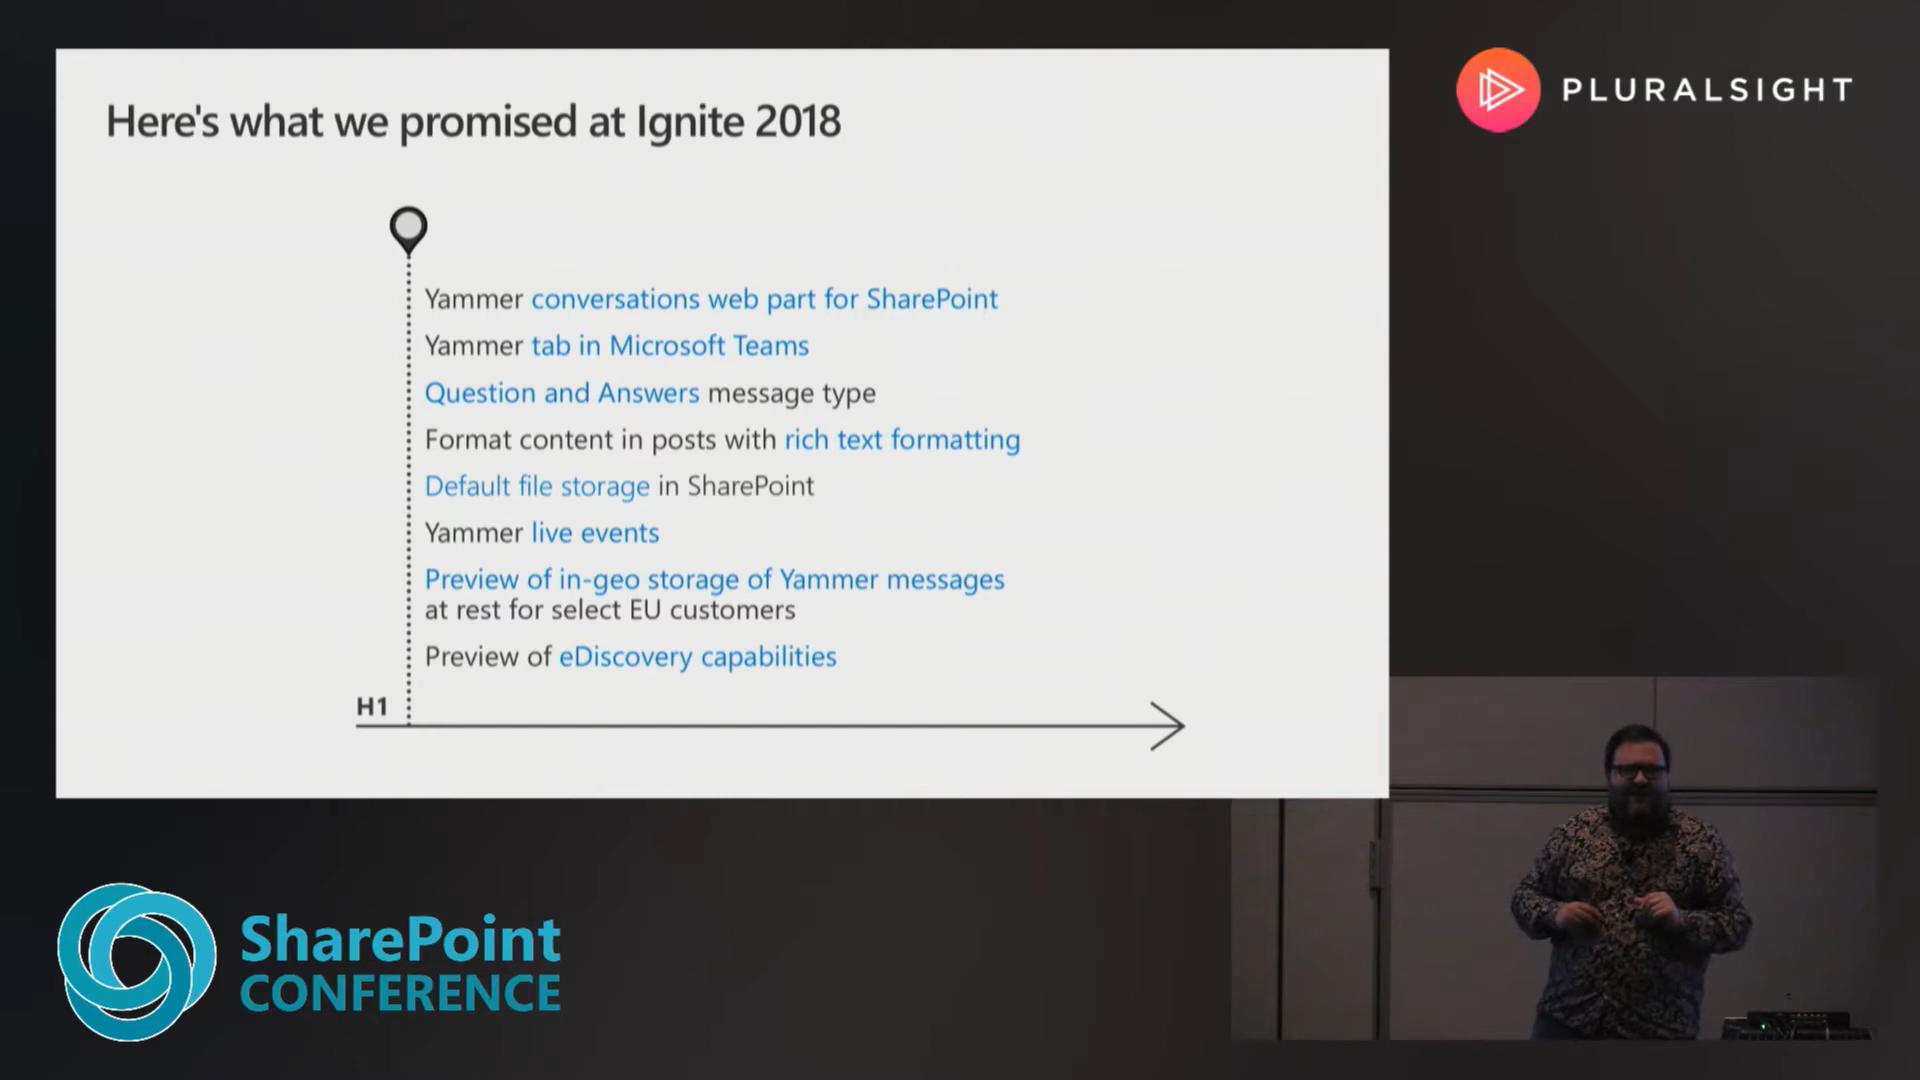 Here's what we promised at Ignite 2018
Yammer conversations web part for SharePoint
Yammer tab in Microsoft Teams
Question and Answers message type
Format content in posts with rich text formatting
Default file storage in SharePoint
Yammer live events
Preview of in-geo storage of Yammer messages
at rest for select EU customers
Preview of eDiscovery capabilities
H1
PLURALSIGHT
SharePoint
CONFERENCE